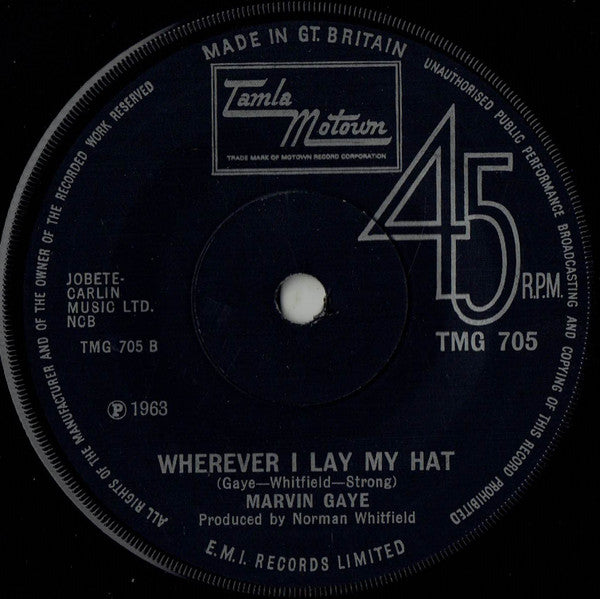 MADE IN GT. BRITAIN
UNAUTHORISED PUBLIC PERFORMANCE BROADCASTING AND COPYING OF THIS RECORD PROHIBITED
ALL RIGHTS OF THE MANUFACTURER AND OF THE OWNER OF THE RECORDED WORK RESERVED
Tamla
Motown
TRADE MARK OF MOTOWN RECORD CORPORATION
45
R.P.M.
JOBETE-
CARLIN
MUSIC LTD.
NCB
TMG 705 B
TMG 705
℗ 1963
WHEREVER I LAY MY HAT
(Gaye—Whitfield—Strong)
MARVIN GAYE
Produced by Norman Whitfield
E.M.I. RECORDS LIMITED